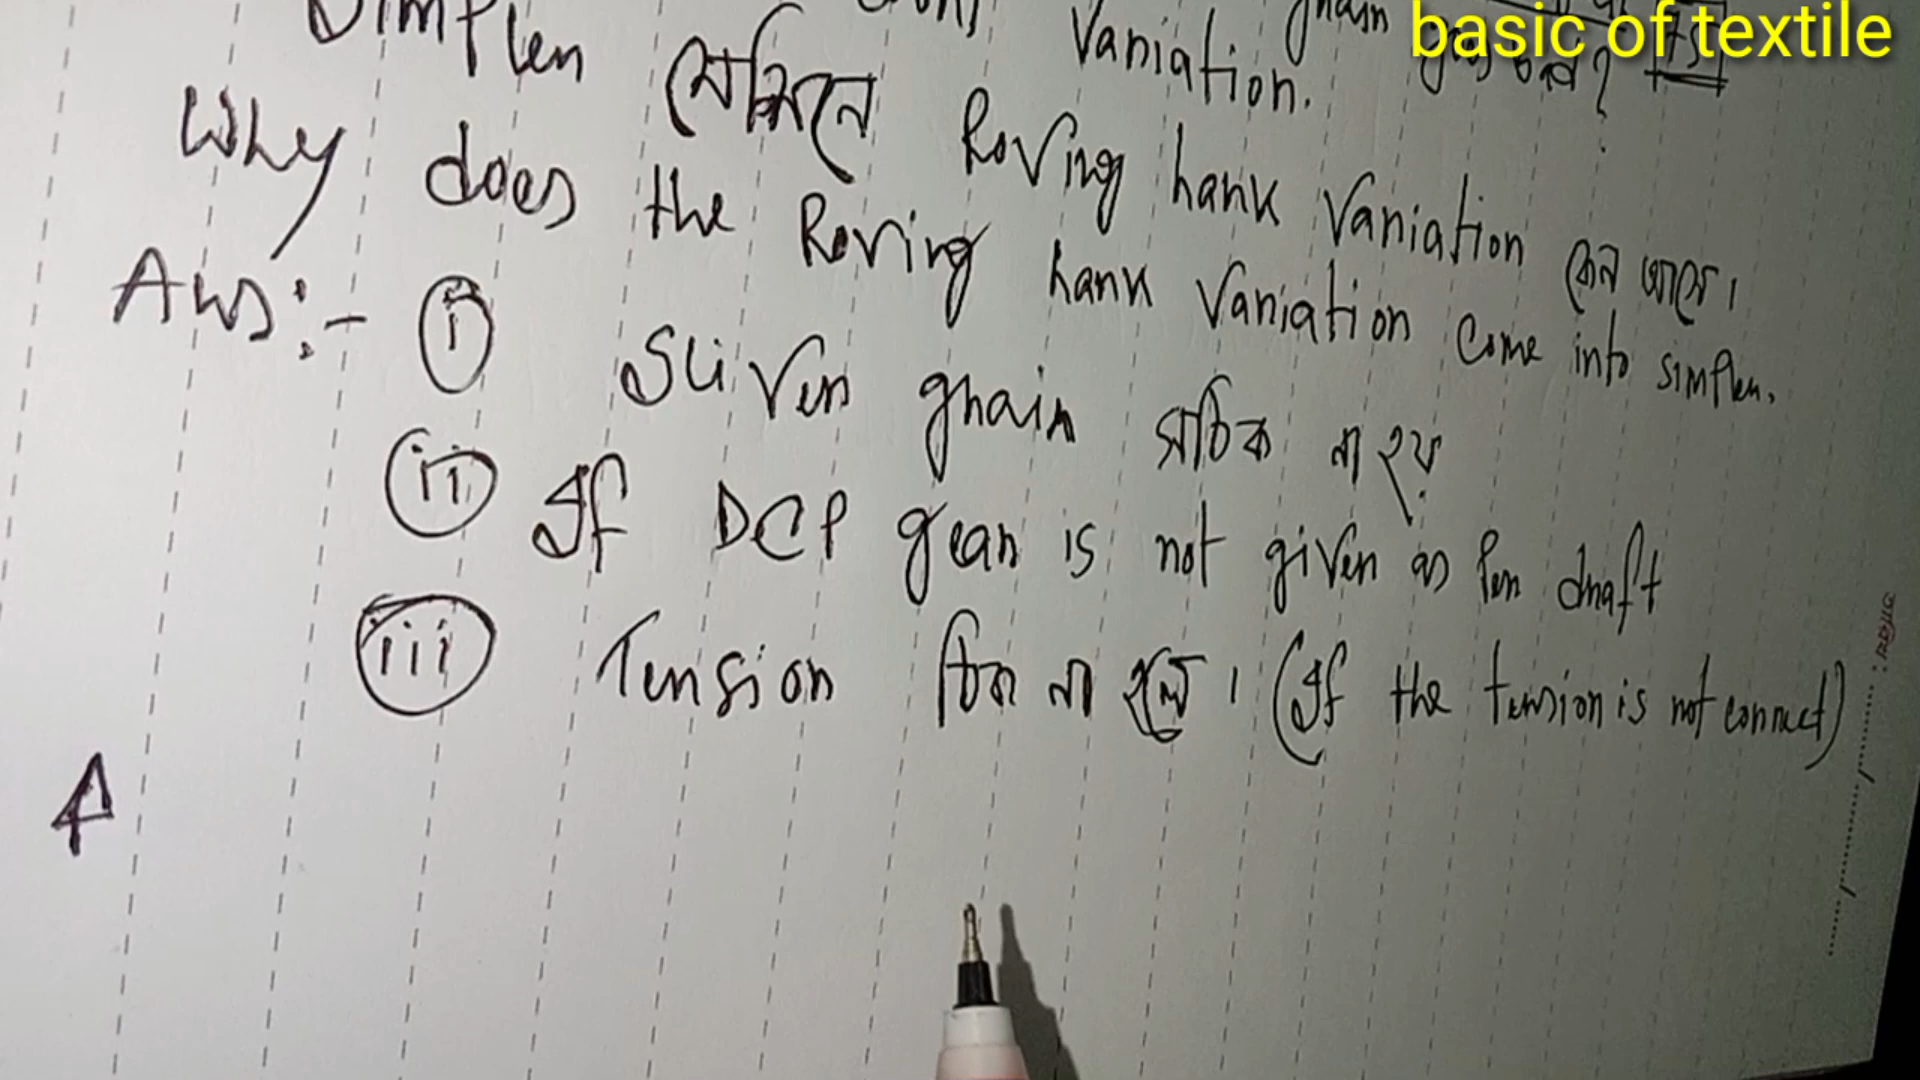 basic of textile
Variation.
Simplex মেশিনে Roving hank Variation কেন আসে।
Why does the Roving hank Variation Come into simplex.
Ans:- (i) Sliver grain সঠিক না হয়
(ii) If DCP gear is not given as per draft
(iii) Tension ঠিক না হলে। (If the tension is not correct)